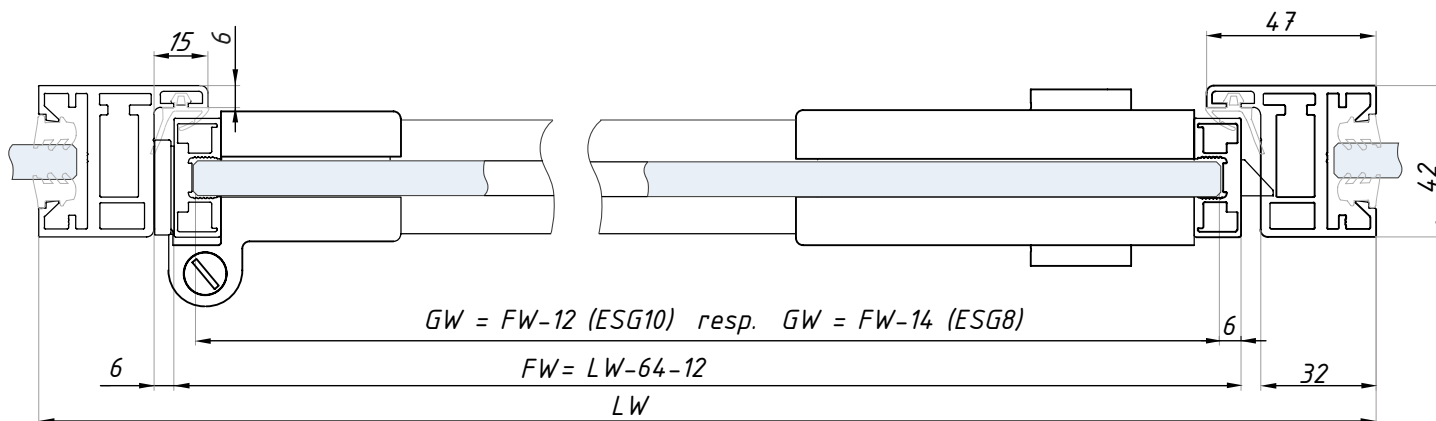 47
15
6
42
GW = FW-12 (ESG10) resp. GW = FW-14 (ESG8)
6
6
FW= LW-64-12
32
LW